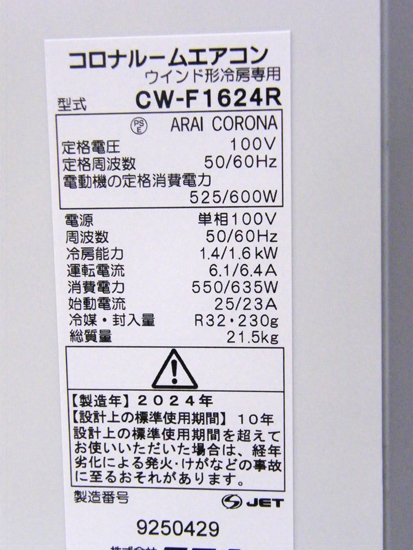 コロナルームエアコン
ウインド形冷房専用
型式 CW-F1624R
PSE ARAI CORONA
定格電圧 100V
定格周波数 50/60Hz
電動機の定格消費電力
525/600W
電源 単相100V
周波数 50/60Hz
冷房能力 1.4/1.6kW
運転電流 6.1/6.4A
消費電力 550/635W
始動電流 25/23A
冷媒・封入量 R32・230g
総質量 21.5kg
【製造年】2024年
【設計上の標準使用期間】10年
設計上の標準使用期間を超えて
お使いいただいた場合は、経年
劣化による発火・けがなどの事故
に至るおそれがあります。
製造番号 JET
9250429